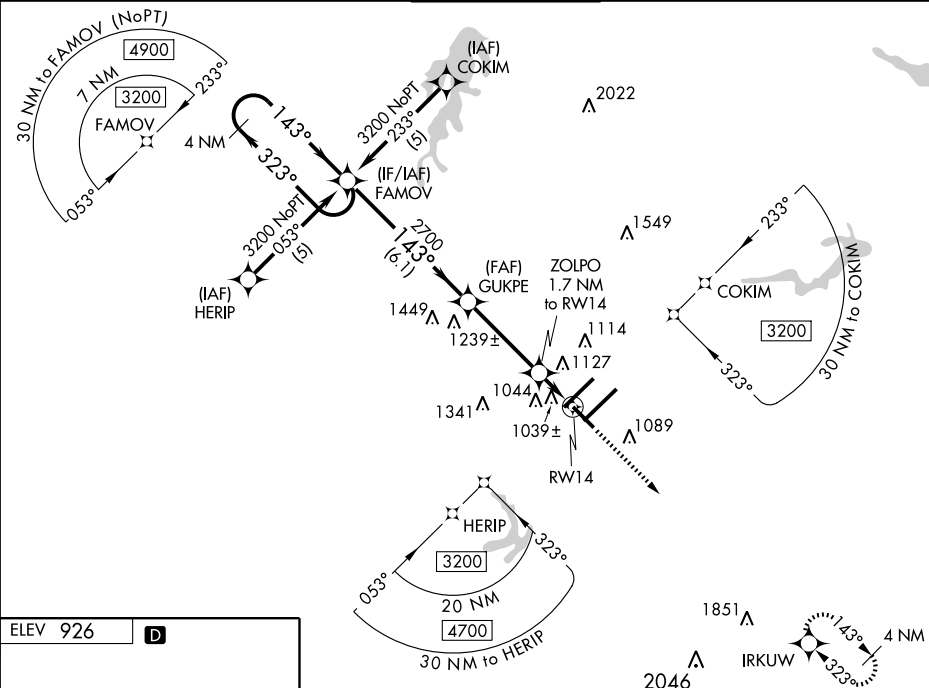 30 NM to FAMOV (NoPT)
4900
7 NM
3200
233°
FAMOV
053°
(IAF)
COKIM
3200 NoPT
233°
(5)
143°
4 NM
323°
(IF/IAF)
FAMOV
3200 NoPT
053°
(5)
(IAF)
HERIP
2700
143°
(6.1)
(FAF)
GUKPE
ZOLPO
1.7 NM
to RW14
2022
1549
1449
1239±
1114
1127
1044
1341
1039±
1089
RW14
233°
COKIM
3200
323°
30 NM to COKIM
HERIP
053°
323°
3200
20 NM
4700
30 NM to HERIP
1851
2046
IRKUW
143°
323°
4 NM
ELEV 926 D